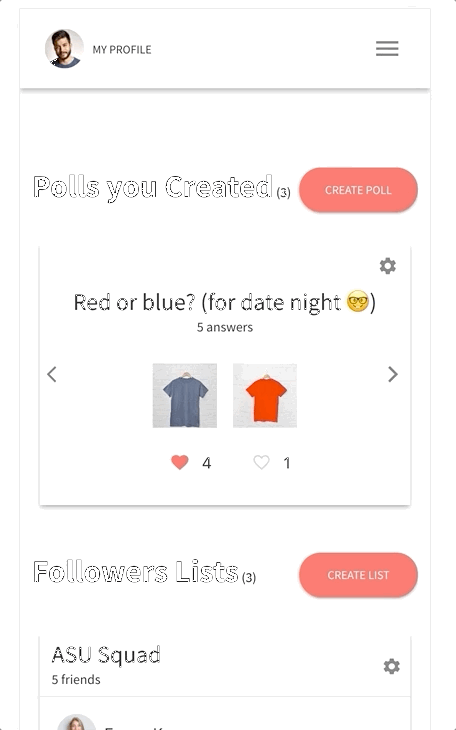 MY PROFILE
Polls you Created (3)
CREATE POLL
Red or blue? (for date night 🤓)
5 answers
4
1
Followers Lists (3)
CREATE LIST
ASU Squad
5 friends